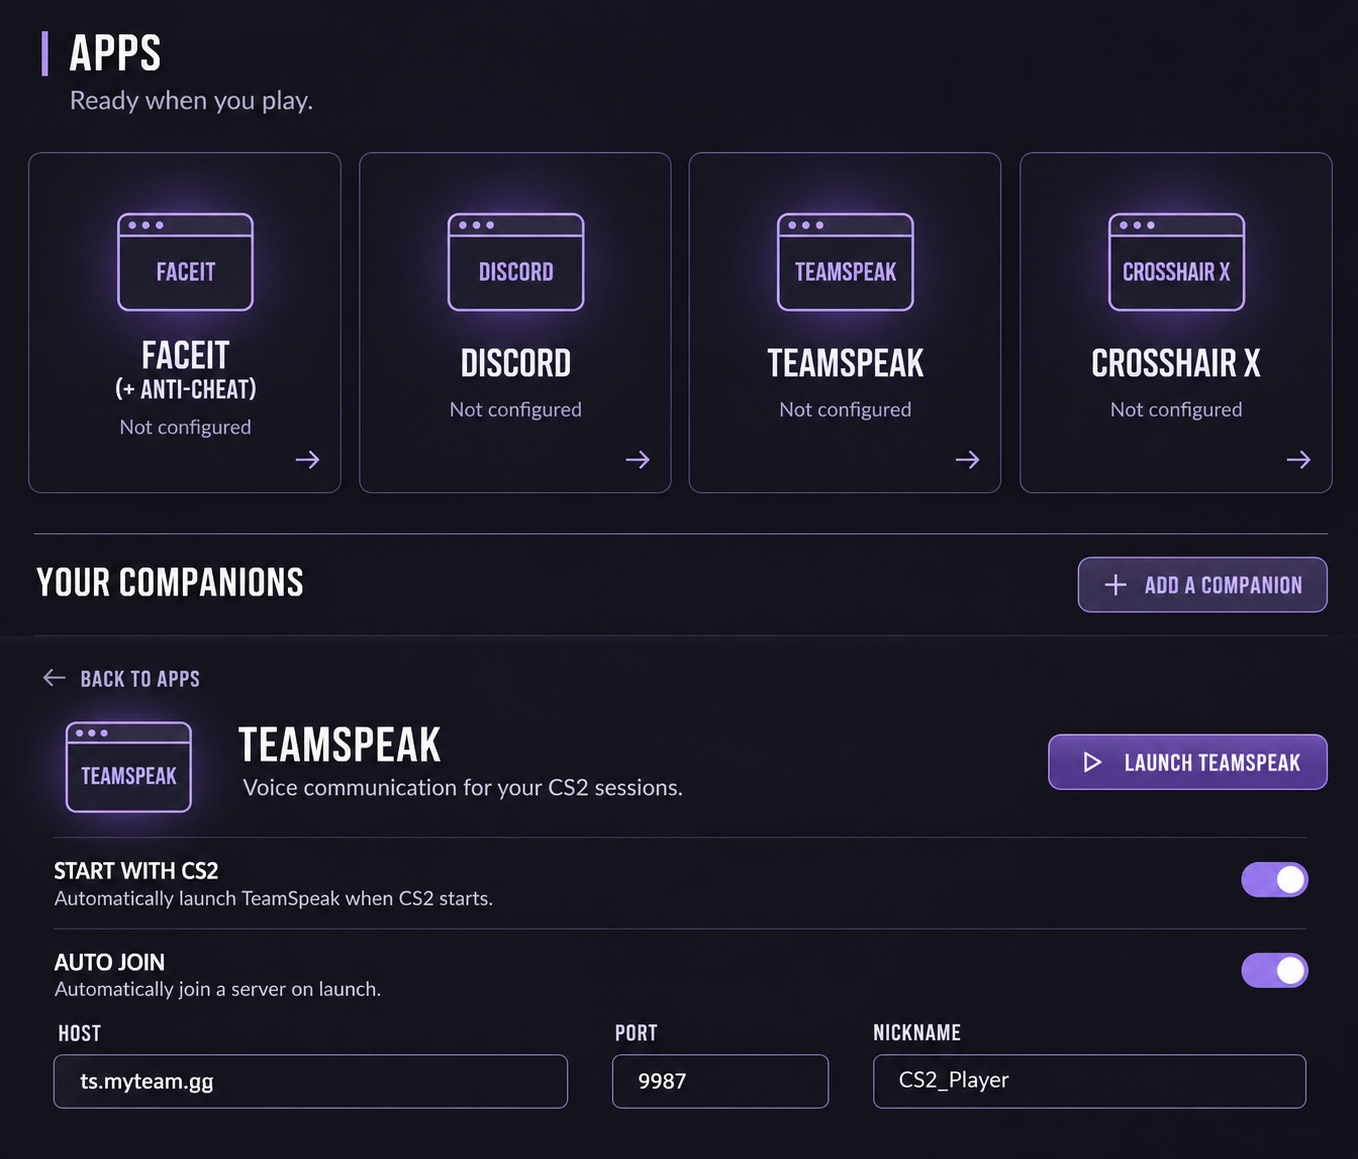 APPS
Ready when you play.
FACEIT
FACEIT
(+ ANTI-CHEAT)
Not configured
DISCORD
DISCORD
Not configured
TEAMSPEAK
TEAMSPEAK
Not configured
CROSSHAIR X
CROSSHAIR X
Not configured
YOUR COMPANIONS
ADD A COMPANION
BACK TO APPS
TEAMSPEAK
TEAMSPEAK
Voice communication for your CS2 sessions.
LAUNCH TEAMSPEAK
START WITH CS2
Automatically launch TeamSpeak when CS2 starts.
AUTO JOIN
Automatically join a server on launch.
HOST
ts.myteam.gg
PORT
9987
NICKNAME
CS2_Player